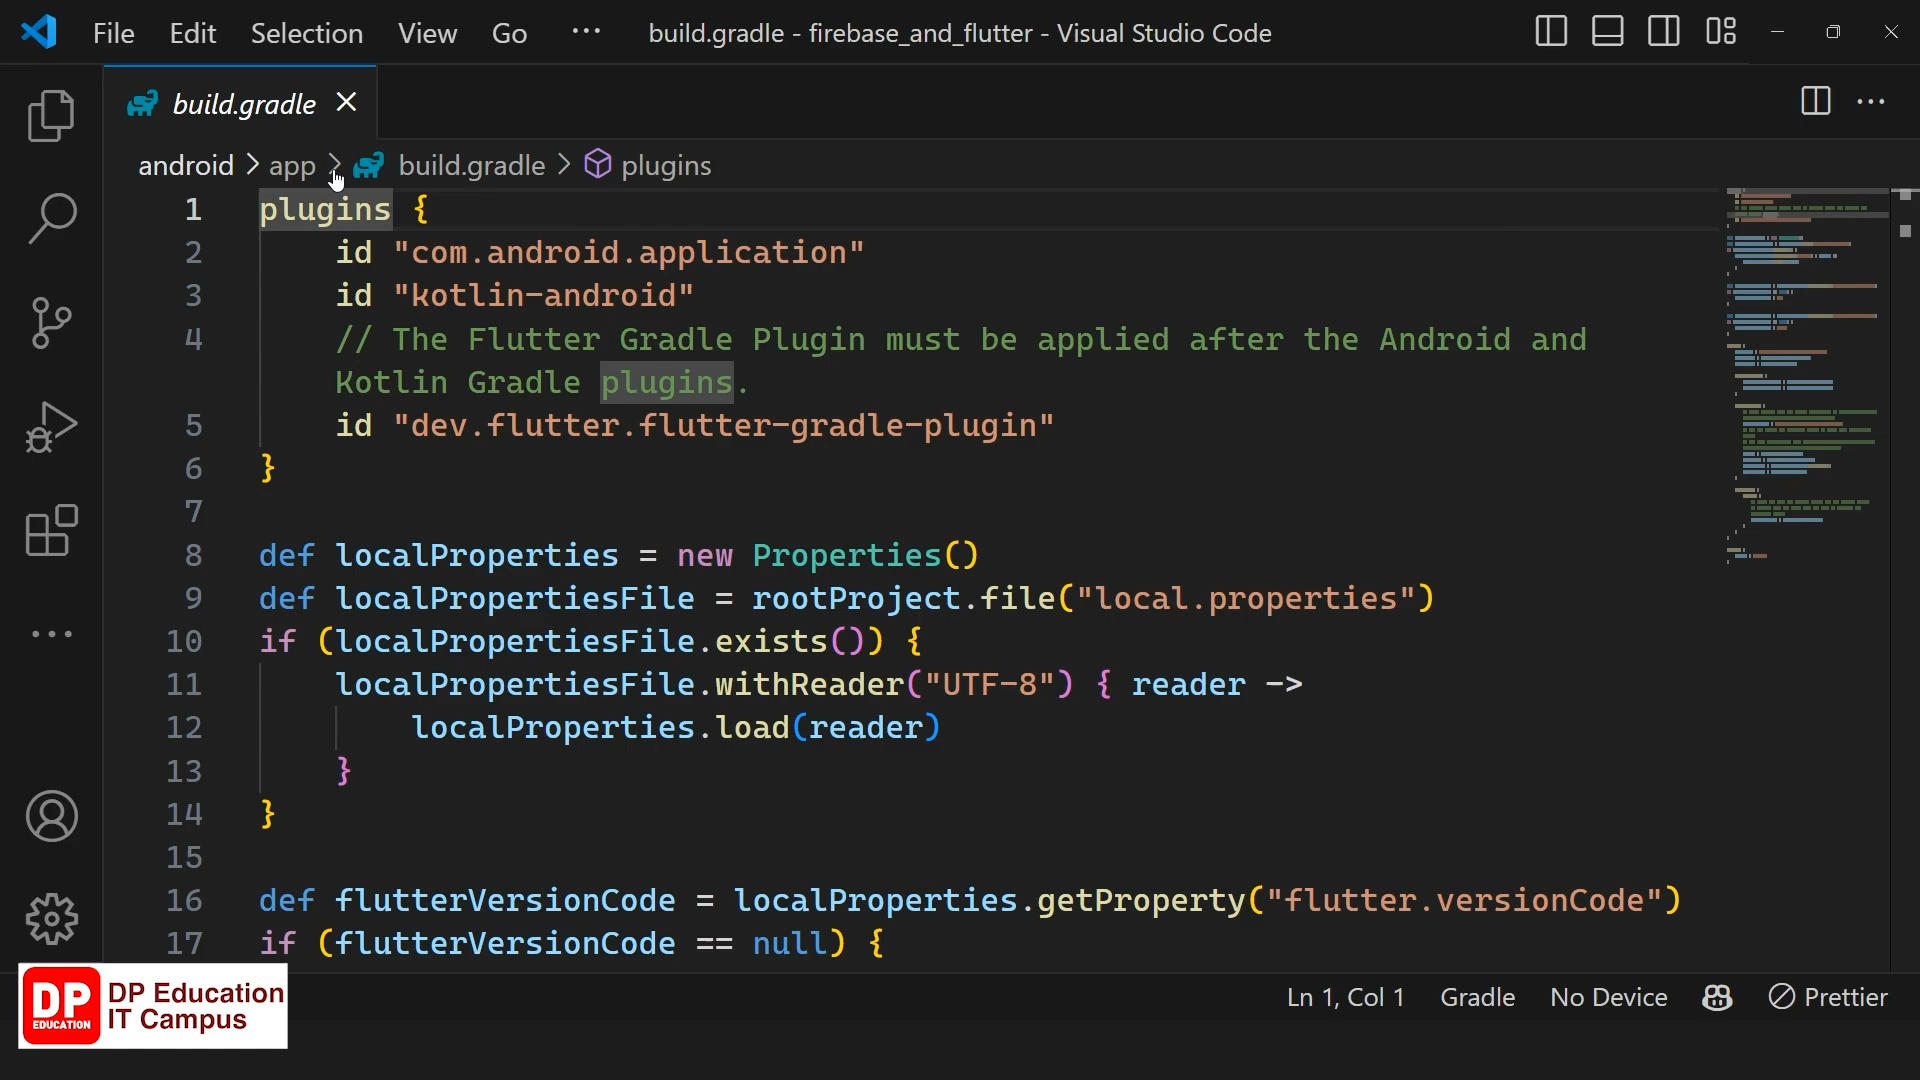 File Edit Selection View Go ··· build.gradle - firebase_and_flutter - Visual Studio Code
build.gradle
android > app > build.gradle > plugins
1 plugins {
2 id "com.android.application"
3 id "kotlin-android"
4 // The Flutter Gradle Plugin must be applied after the Android and
Kotlin Gradle plugins.
5 id "dev.flutter.flutter-gradle-plugin"
6 }
7
8 def localProperties = new Properties()
9 def localPropertiesFile = rootProject.file("local.properties")
10 if (localPropertiesFile.exists()) {
11 localPropertiesFile.withReader("UTF-8") { reader ->
12 localProperties.load(reader)
13 }
14 }
15
16 def flutterVersionCode = localProperties.getProperty("flutter.versionCode")
17 if (flutterVersionCode == null) {
Ln 1, Col 1 Gradle No Device Prettier
DP EDUCATION
DP Education
IT Campus